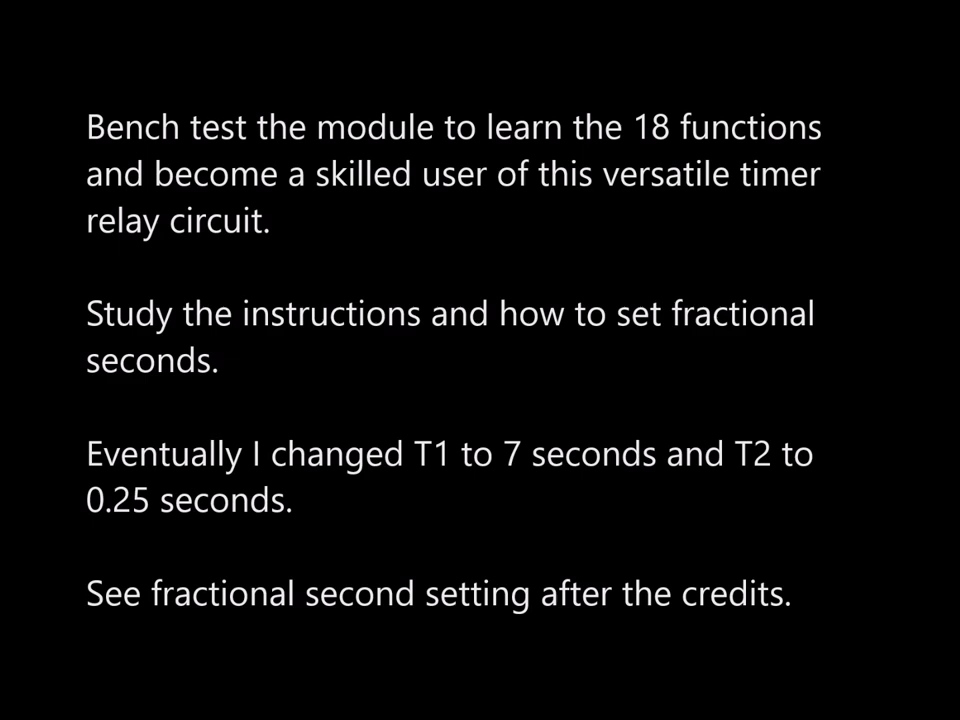 Bench test the module to learn the 18 functions
and become a skilled user of this versatile timer
relay circuit.
Study the instructions and how to set fractional
seconds.
Eventually I changed T1 to 7 seconds and T2 to
0.25 seconds.
See fractional second setting after the credits.